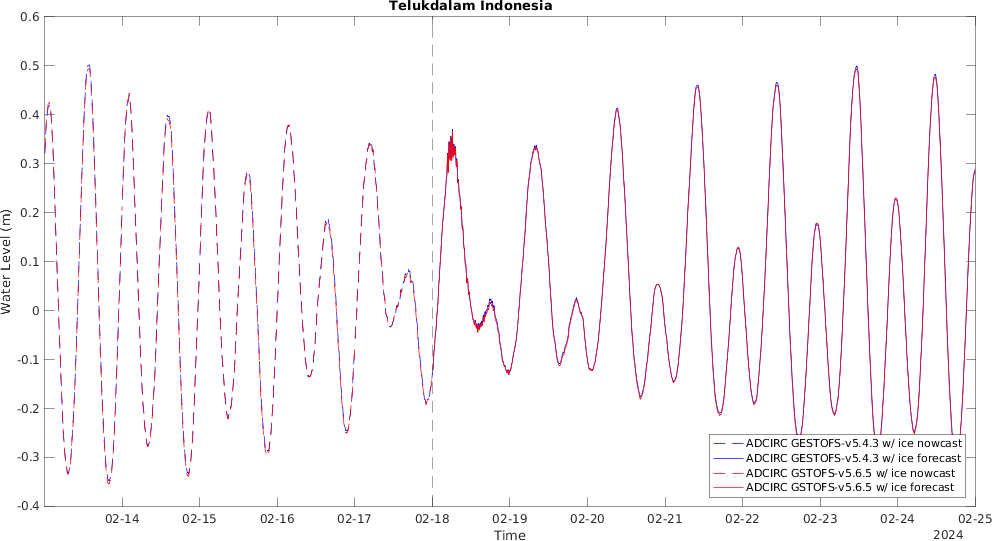 Telukdalam Indonesia
0.6
0.5
0.4
0.3
0.2
0.1
0
-0.1
-0.2
-0.3
-0.4
Water Level (m)
ADCIRC GESTOFS-v5.4.3 w/ ice nowcast
ADCIRC GESTOFS-v5.4.3 w/ ice forecast
ADCIRC GSTOFS-v5.6.5 w/ ice nowcast
ADCIRC GSTOFS-v5.6.5 w/ ice forecast
02-14 02-15 02-16 02-17 02-18 02-19 02-20 02-21 02-22 02-23 02-24 02-25
Time
2024